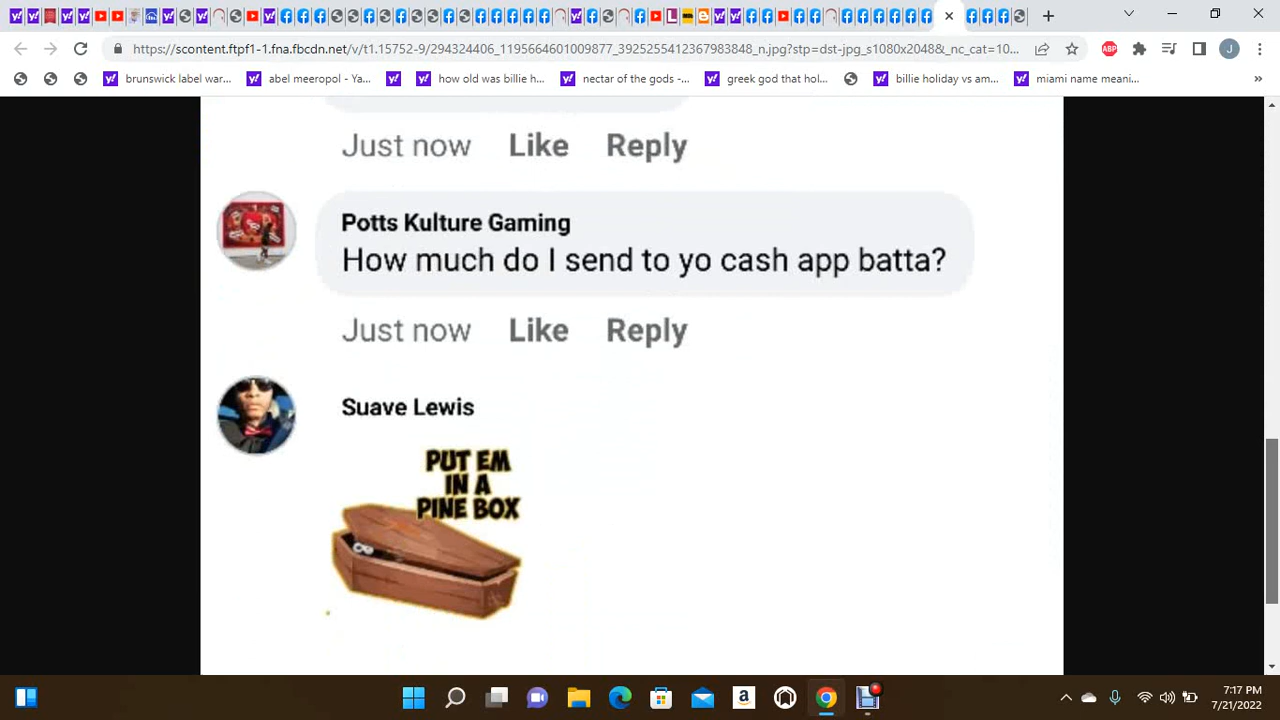 https://scontent.ftpf1-1.fna.fbcdn.net/v/t1.15752-9/294324406_1195664601009877_3925255412367983848_n.jpg?stp=dst-jpg_s1080x2048&_nc_cat=10...
ABP
J
brunswick label war...
abel meeropol - Ya...
how old was billie h...
nectar of the gods -...
greek god that hol...
billie holiday vs am...
miami name meani...
Just now Like Reply
Potts Kulture Gaming
How much do I send to yo cash app batta?
Just now Like Reply
Suave Lewis
PUT EM
IN A
PINE BOX
7:17 PM
7/21/2022